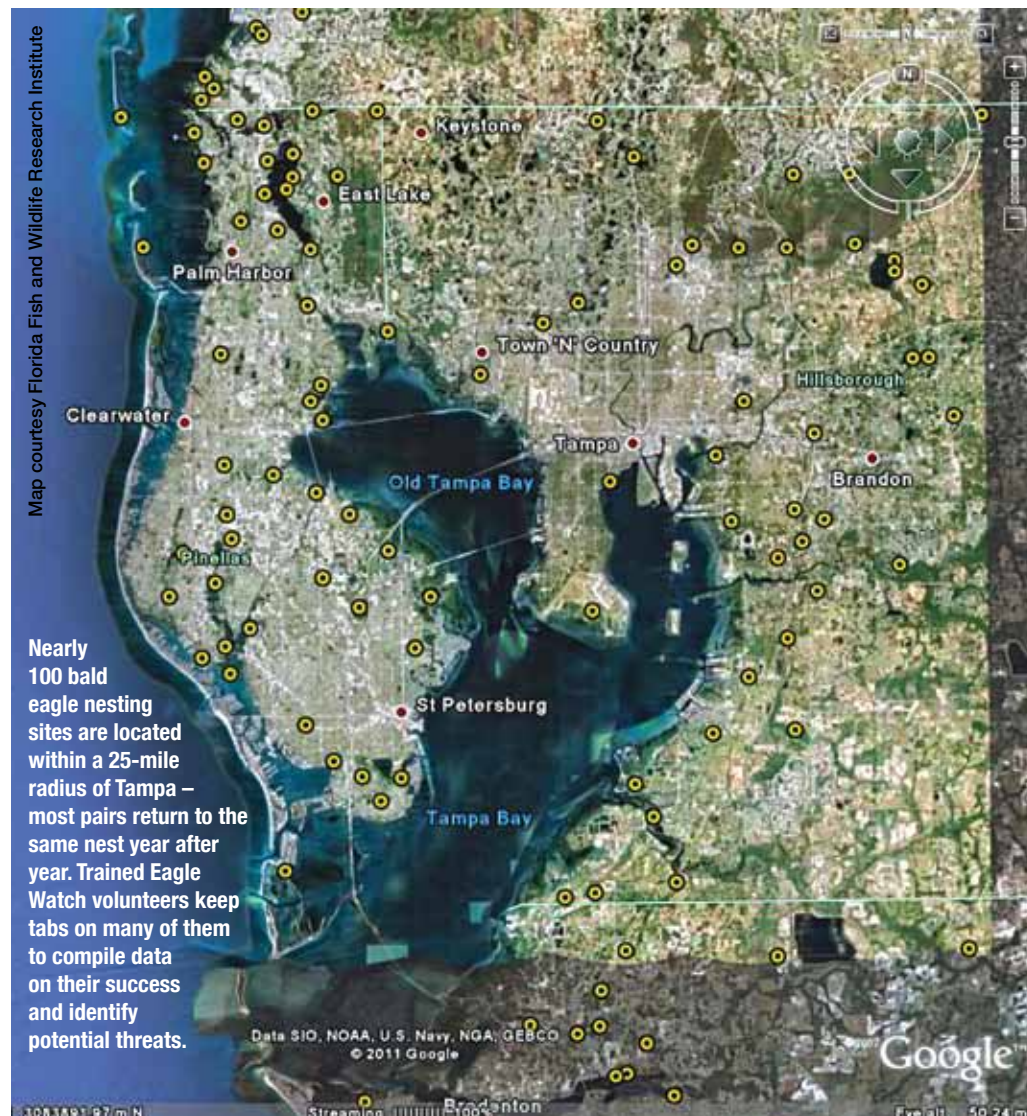 Map courtesy Florida Fish and Wildlife Research Institute
N
Keystone
East Lake
Palm Harbor
Town 'N' Country
Hillsborough
Clearwater
Tampa
Brandon
Old Tampa Bay
Pinellas
Nearly
100 bald
eagle nesting
sites are located
within a 25-mile
radius of Tampa –
most pairs return to the
same nest year after
year. Trained Eagle
Watch volunteers keep
tabs on many of them
to compile data
on their success
and identify
potential threats.
St Petersburg
Tampa Bay
Data SIO, NOAA, U.S. Navy, NGA, GEBCO
© 2011 Google
Google
Bradenton
Streaming 100%